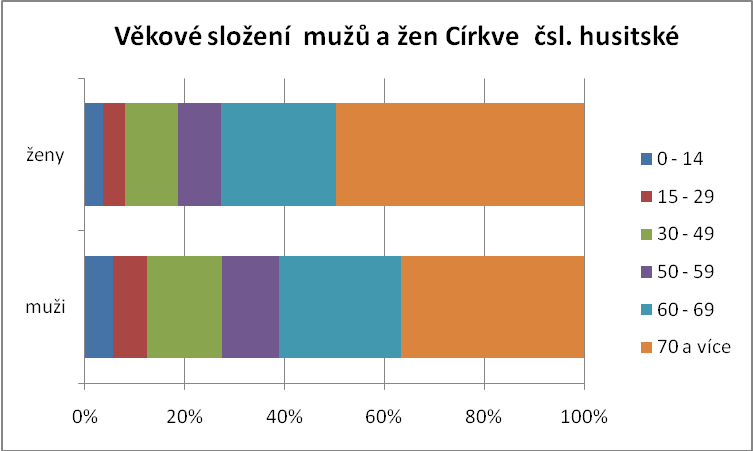 Věkové složení  mužů a žen Církve  čsl. husitské
ženy
muži
0%
20%
40%
60%
80%
100%
0 - 14
15 - 29
30 - 49
50 - 59
60 - 69
70 a více